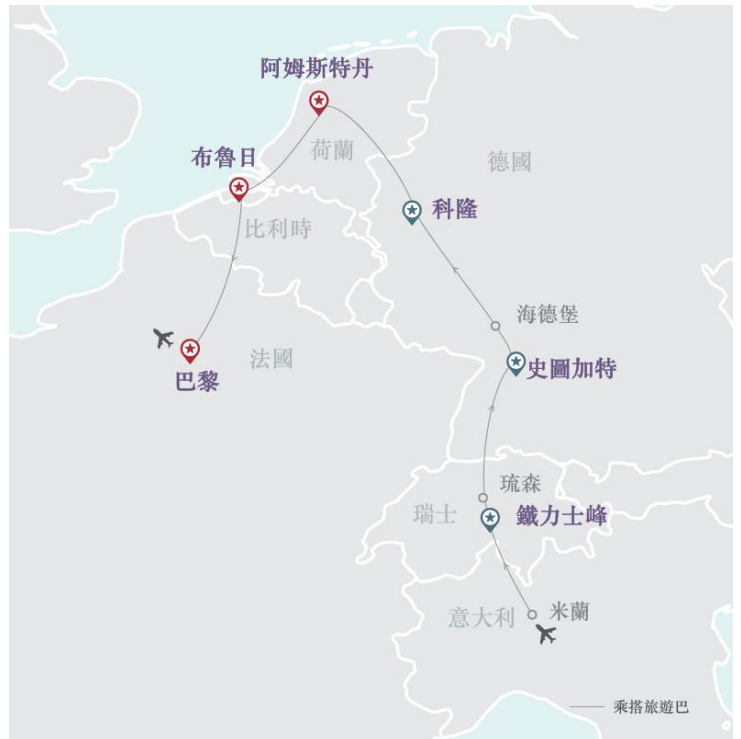 阿姆斯特丹
荷蘭
德國
布魯日
科隆
比利時
海德堡
法國
巴黎
史圖加特
琉森
瑞士
鐵力士峰
意大利
米蘭
乘搭旅遊巴